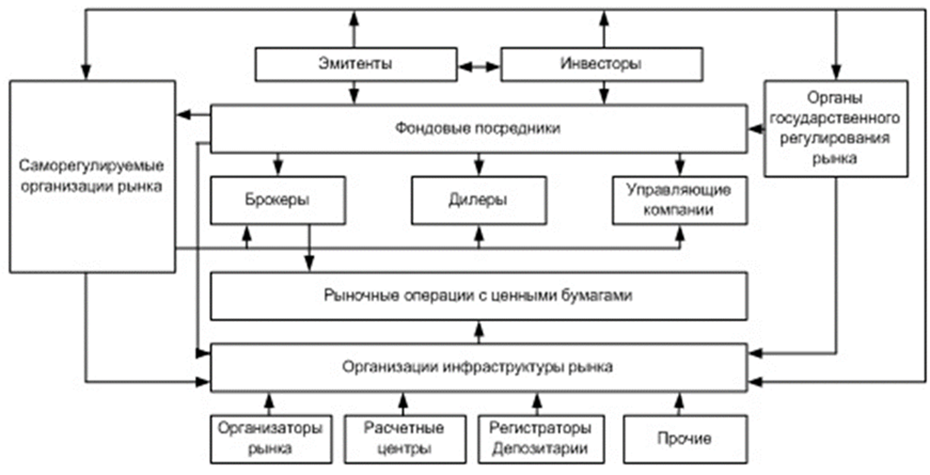 Эмитенты
Инвесторы
Органы
государственного
регулирования
рынка
Фондовые посредники
Саморегулируемые
организации рынка
Брокеры
Дилеры
Управляющие
компании
Рыночные операции с ценными бумагами
Организации инфраструктуры рынка
Организаторы
рынка
Расчетные
центры
Регистраторы
Депозитарии
Прочие